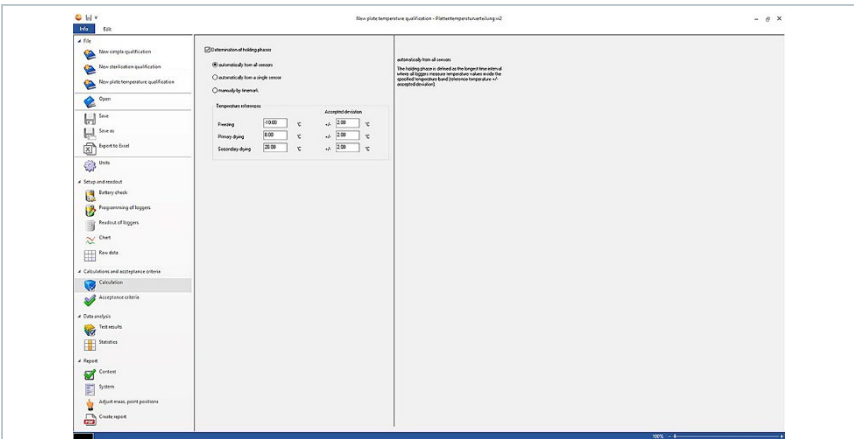 New plate temperature qualification - Plattentemperaturverteilung.vi2
Info Edit
File
New simple qualification
New sterilisation qualification
New plate temperature qualification
Open
Save
Save as
Export to Excel
Units
Setup and readout
Battery check
Programming of loggers
Readout of loggers
Chart
Raw data
Calculations and acceptance criteria
Calculation
Acceptance criteria
Data analysis
Test results
Statistics
Report
Content
System
Adjust meas. point positions
Create report
Determination of holding phases
automatically from all sensors
automatically from a single sensor
manually by timemark
Temperature references
Accepted deviation
Freezing °C +/- 2.00 °C
Primary drying 0.00 °C +/- 2.00 °C
Secondary drying 20.00 °C +/- 2.00 °C
automatically from all sensors
The holding phase is defined as the longest time interval
where all loggers measure temperature values inside the
specified temperature band (reference temperature +/-
accepted deviation)
100%